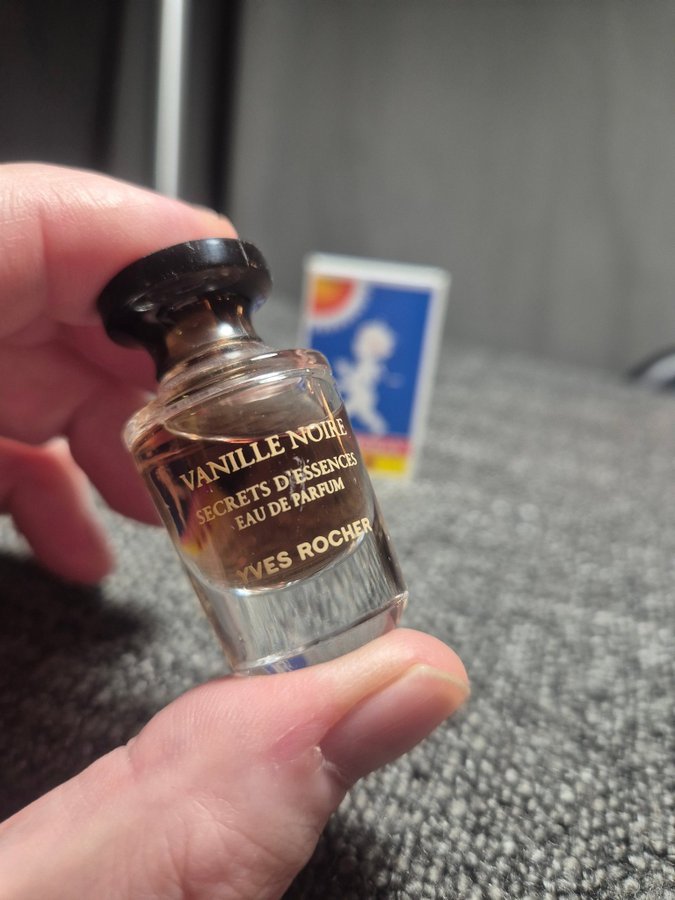 VANILLE NOIRE
SECRETS D'ESSENCES
EAU DE PARFUM
YVES ROCHER